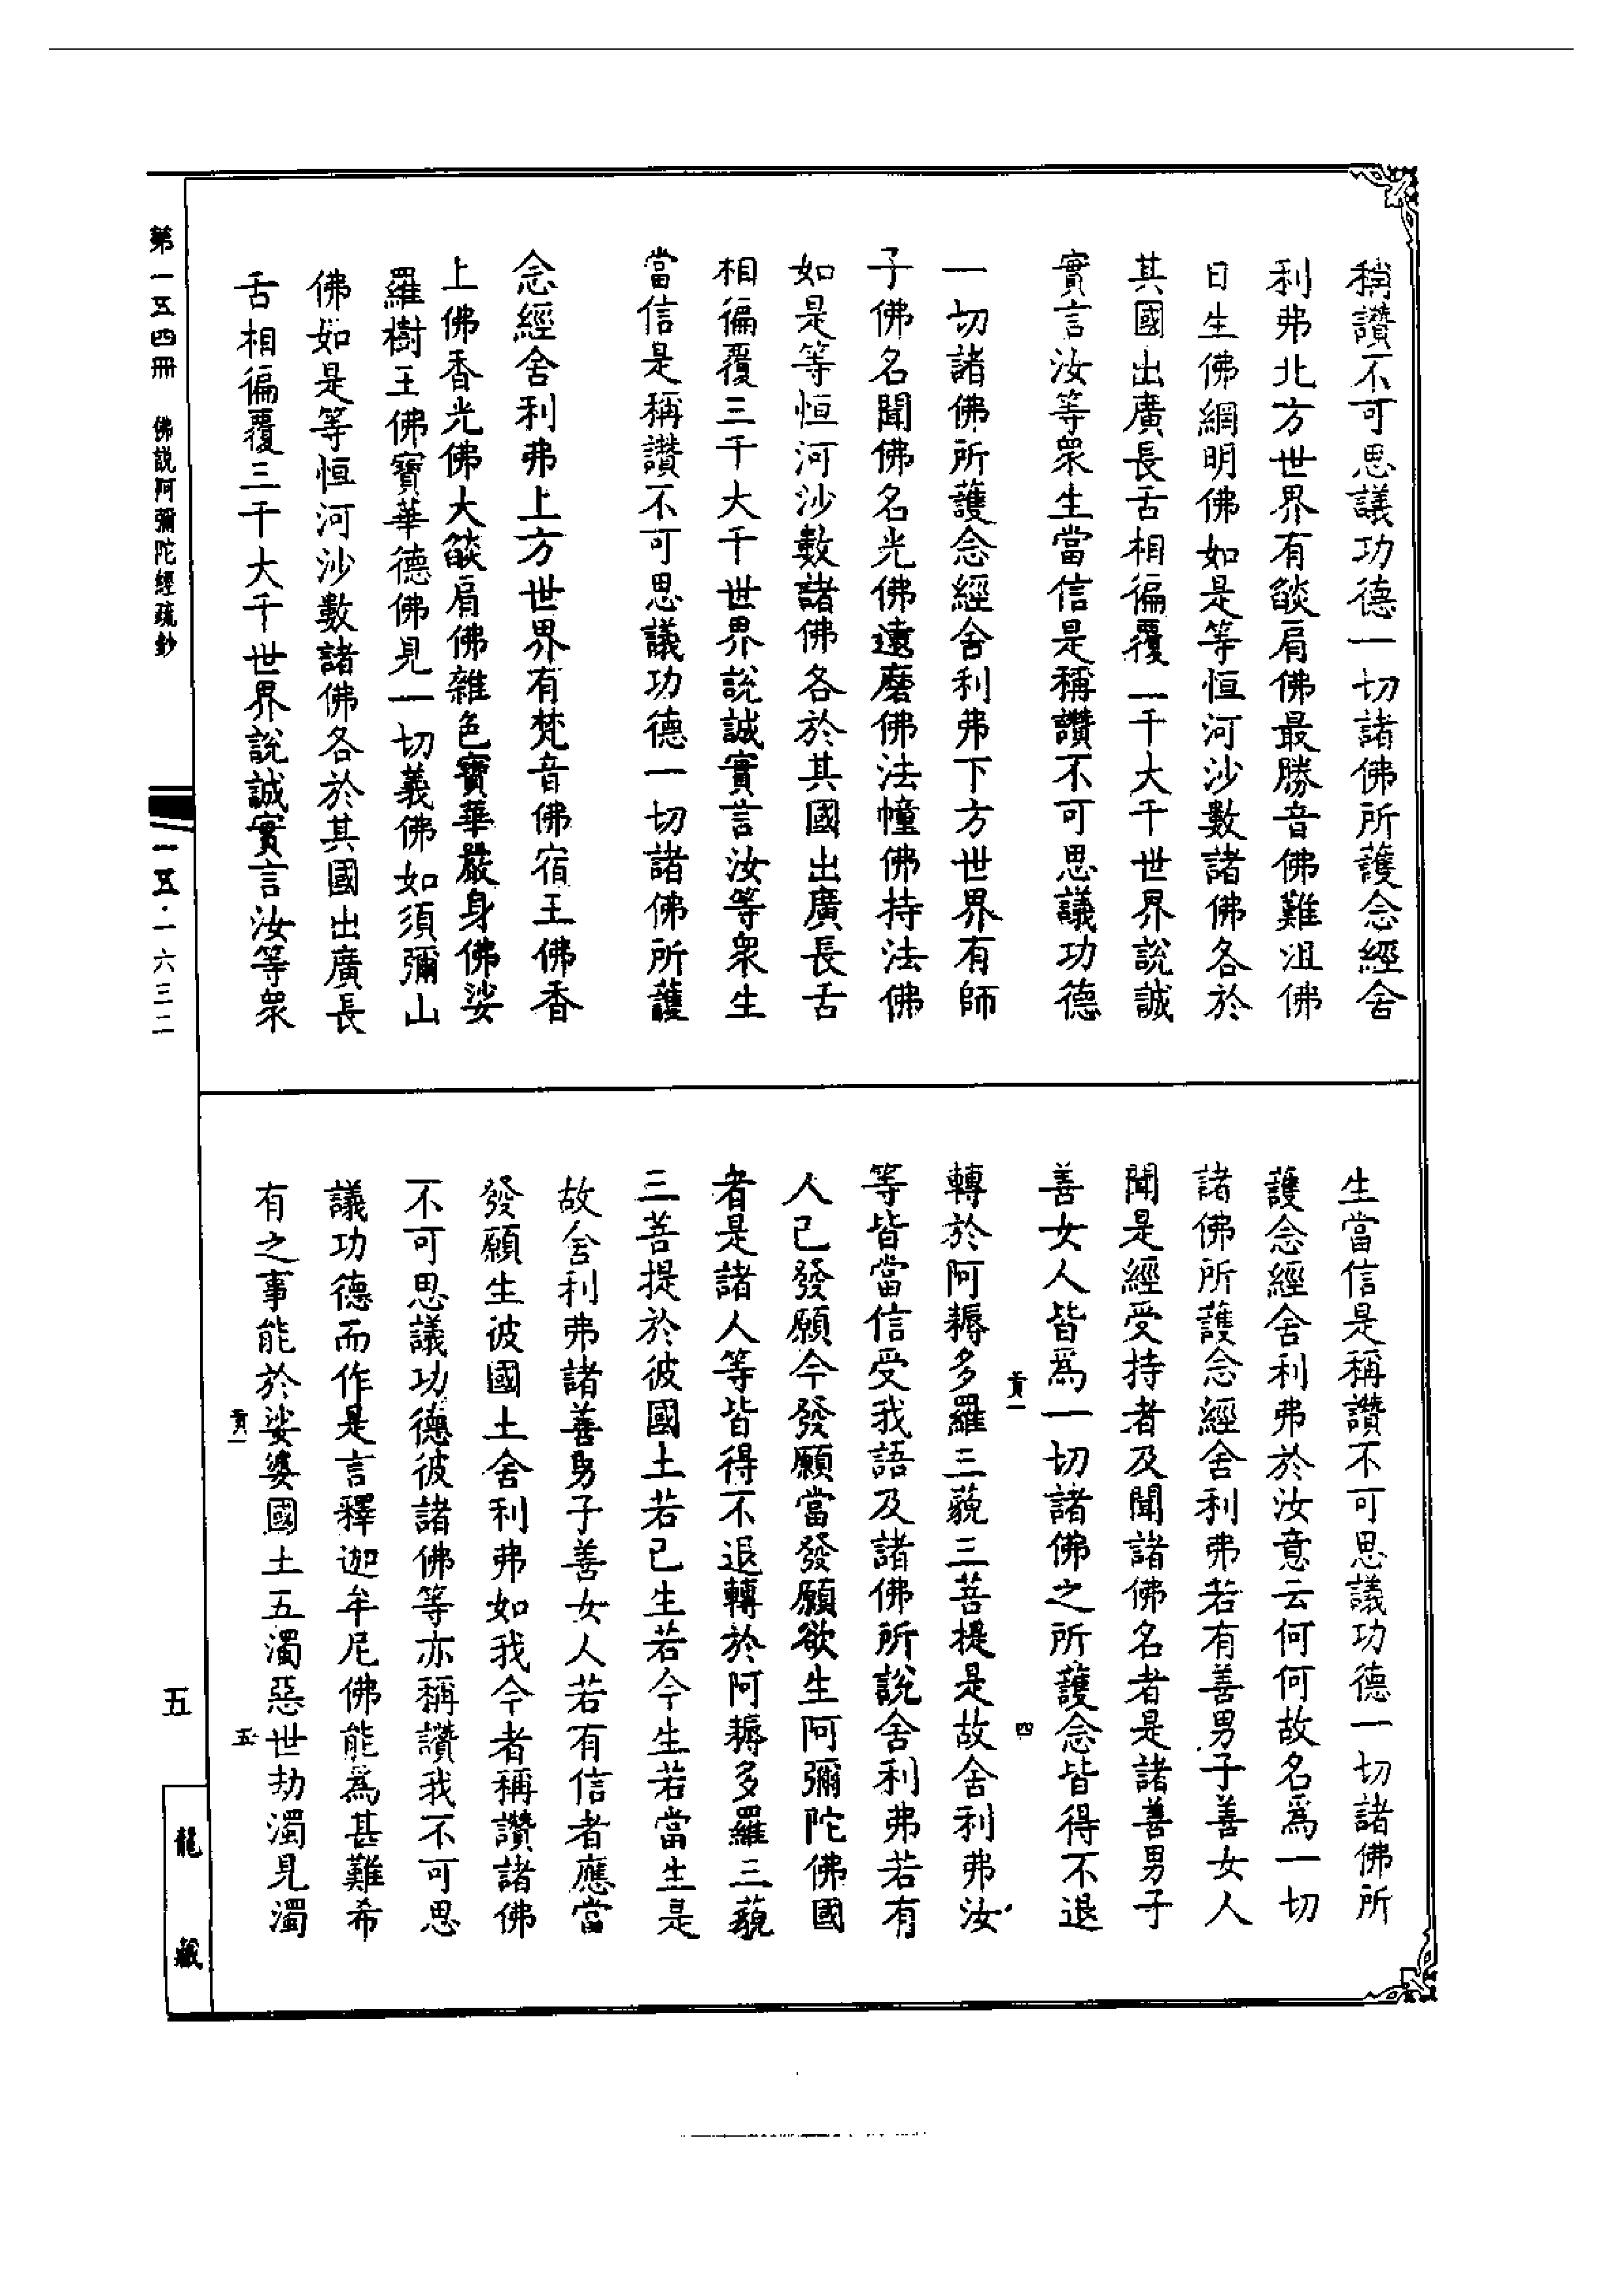 稱讚不可思議功德一切諸佛所護念經舍
利弗北方世界有燄肩佛最勝音佛難沮佛
日生佛網明佛如是等恒河沙數諸佛各於
其國出廣長舌相徧覆三千大千世界說誠
實言汝等眾生當信是稱讚不可思議功德
一切諸佛所護念經舍利弗下方世界有師
子佛名聞佛名光佛達磨佛法幢佛持法佛
如是等恒河沙數諸佛各於其國出廣長舌
相徧覆三千大千世界說誠實言汝等眾生
當信是稱讚不可思議功德一切諸佛所護
念經舍利弗上方世界有梵音佛宿王佛香
上佛香光佛大燄肩佛雜色寶華嚴身佛娑
羅樹王佛寶華德佛見一切義佛如須彌山
佛如是等恒河沙數諸佛各於其國出廣長
舌相徧覆三千大千世界說誠實言汝等眾
生當信是稱讚不可思議功德一切諸佛所
護念經舍利弗於汝意云何何故名為一切
諸佛所護念經舍利弗若有善男子善女人
聞是經受持者及聞諸佛名者是諸善男子
善女人皆為一切諸佛之所護念皆得不退
貢一
四
轉於阿耨多羅三藐三菩提是故舍利弗汝
等皆當信受我語及諸佛所說舍利弗若有
人已發願今發願當發願欲生阿彌陀佛國
者是諸人等皆得不退轉於阿耨多羅三藐
三菩提於彼國土若已生若今生若當生是
故舍利弗諸善男子善女人若有信者應當
發願生彼國土舍利弗如我今者稱讚諸佛
不可思議功德彼諸佛等亦稱讚我不可思
議功德而作是言釋迦牟尼佛能為甚難希
有之事能於娑婆國土五濁惡世劫濁見濁
貢一
五
第一五四冊 佛說阿彌陀經疏鈔
一五·一六三二
五
龍藏